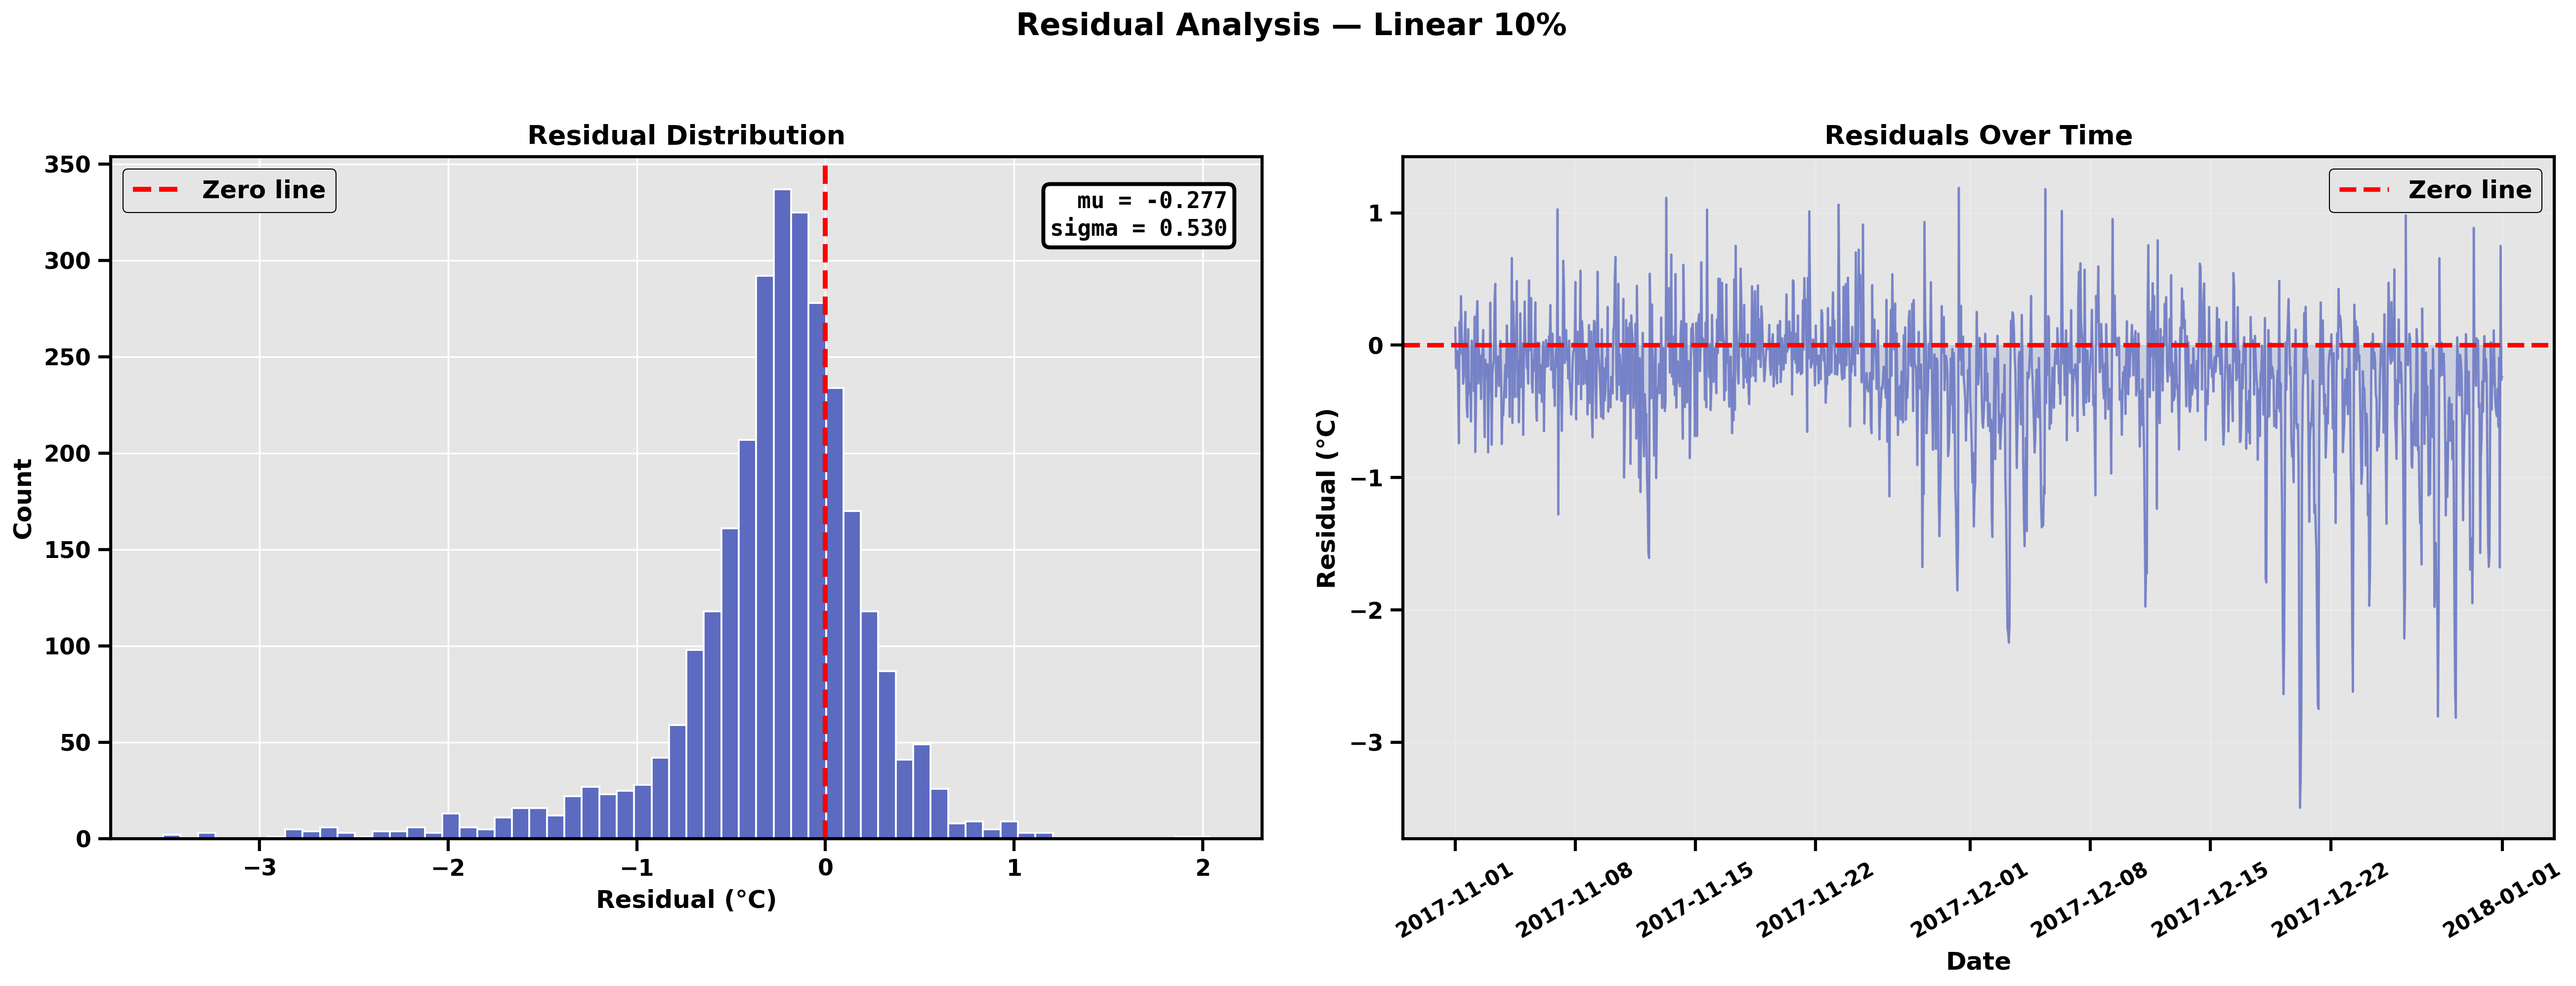 Residual Analysis — Linear 10%
Residual Distribution
350
300
250
200
150
100
50
0
Count
Zero line
mu = -0.277
sigma = 0.530
−3 −2 −1 0 1 2
Residual (°C)
Residuals Over Time
Zero line
1
0
−1
−2
−3
Residual (°C)
2017-11-01 2017-11-08 2017-11-15 2017-11-22 2017-12-01 2017-12-08 2017-12-15 2017-12-22 2018-01-01
Date